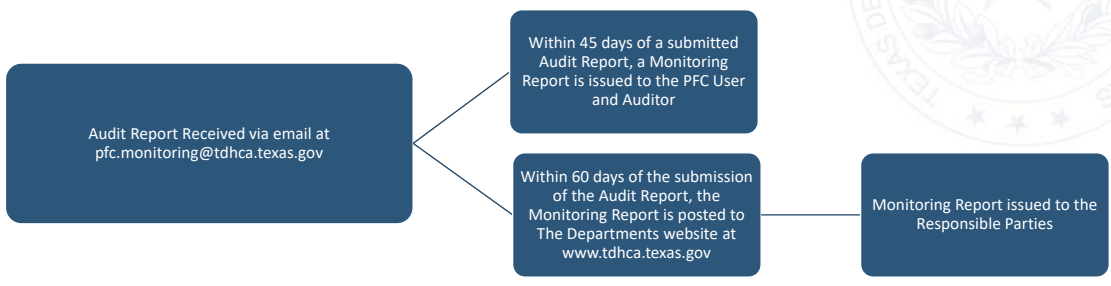 Audit Report Received via email at
pfc.monitoring@tdhca.texas.gov
Within 45 days of a submitted
Audit Report, a Monitoring
Report is issued to the PFC User
and Auditor
Within 60 days of the submission
of the Audit Report, the
Monitoring Report is posted to
The Departments website at
www.tdhca.texas.gov
Monitoring Report issued to the
Responsible Parties
TEXAS DE